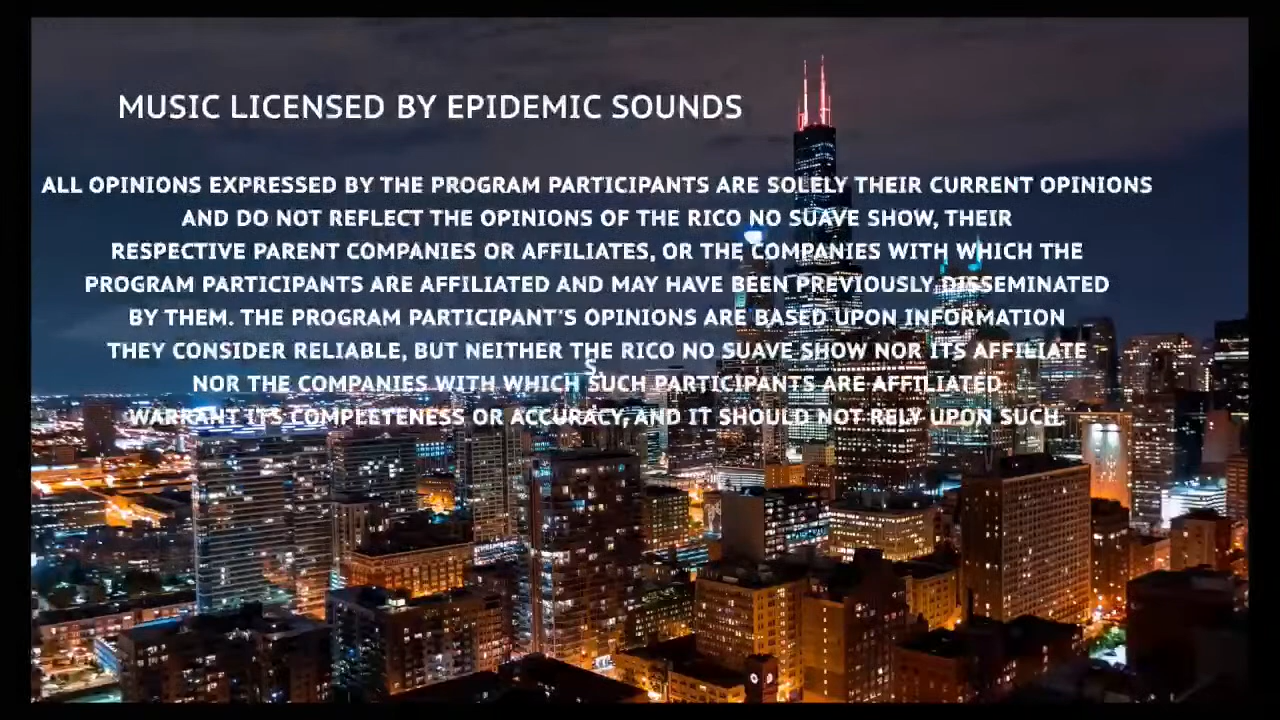 MUSIC LICENSED BY EPIDEMIC SOUNDS
ALL OPINIONS EXPRESSED BY THE PROGRAM PARTICIPANTS ARE SOLELY THEIR CURRENT OPINIONS
AND DO NOT REFLECT THE OPINIONS OF THE RICO NO SUAVE SHOW, THEIR
RESPECTIVE PARENT COMPANIES OR AFFILIATES, OR THE COMPANIES WITH WHICH THE
PROGRAM PARTICIPANTS ARE AFFILIATED AND MAY HAVE BEEN PREVIOUSLY DISSEMINATED
BY THEM. THE PROGRAM PARTICIPANT'S OPINIONS ARE BASED UPON INFORMATION
THEY CONSIDER RELIABLE, BUT NEITHER THE RICO NO SUAVE SHOW NOR ITS AFFILIATE
S,
NOR THE COMPANIES WITH WHICH SUCH PARTICIPANTS ARE AFFILIATED
WARRANT ITS COMPLETENESS OR ACCURACY, AND IT SHOULD NOT RELY UPON SUCH.